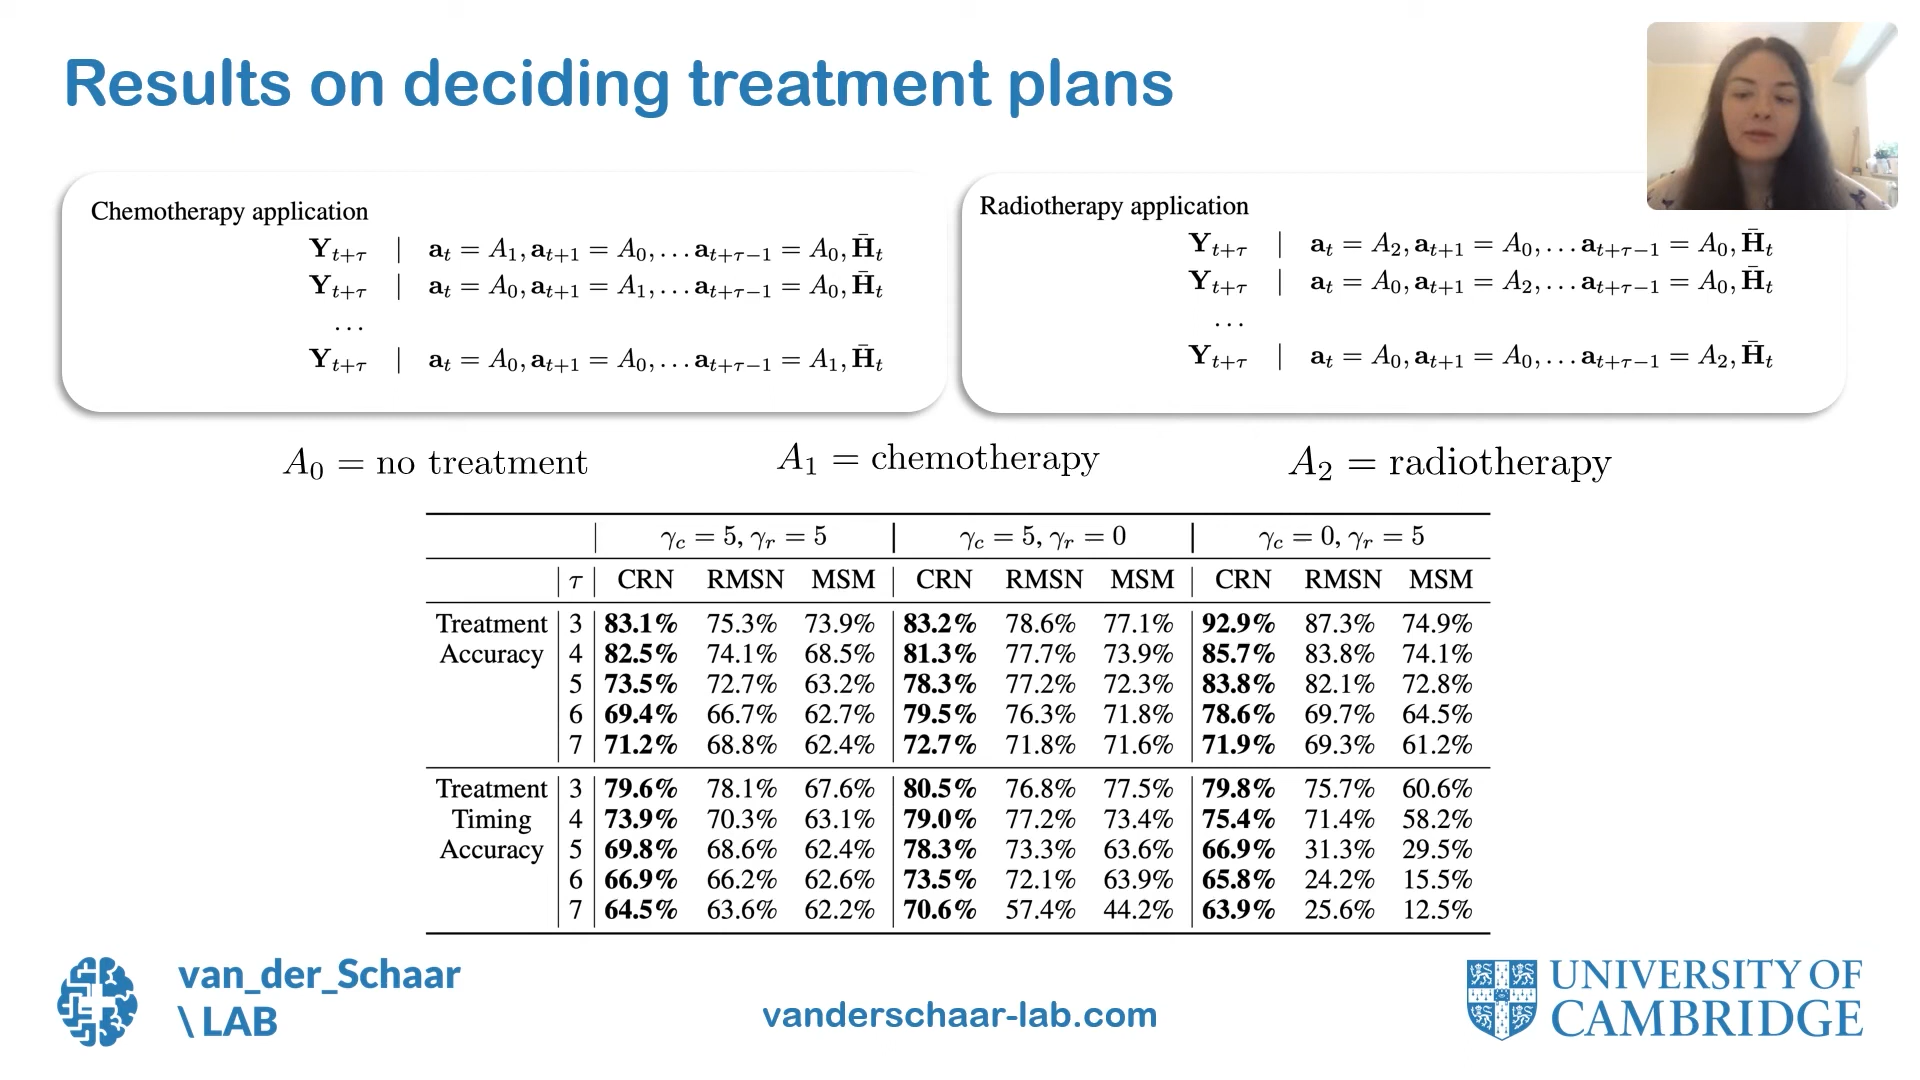 Results on deciding treatment plans
Chemotherapy application
Y_{t+τ} | a_t = A_1, a_{t+1} = A_0, … a_{t+τ−1} = A_0, H̄_t
Y_{t+τ} | a_t = A_0, a_{t+1} = A_1, … a_{t+τ−1} = A_0, H̄_t
…
Y_{t+τ} | a_t = A_0, a_{t+1} = A_0, … a_{t+τ−1} = A_1, H̄_t
Radiotherapy application
Y_{t+τ} | a_t = A_2, a_{t+1} = A_0, … a_{t+τ−1} = A_0, H̄_t
Y_{t+τ} | a_t = A_0, a_{t+1} = A_2, … a_{t+τ−1} = A_0, H̄_t
…
Y_{t+τ} | a_t = A_0, a_{t+1} = A_0, … a_{t+τ−1} = A_2, H̄_t
A_0 = no treatment A_1 = chemotherapy A_2 = radiotherapy
γ_c = 5, γ_r = 5 | γ_c = 5, γ_r = 0 | γ_c = 0, γ_r = 5
τ | CRN RMSN MSM | CRN RMSN MSM | CRN RMSN MSM
Treatment | 3 | 83.1% 75.3% 73.9% | 83.2% 78.6% 77.1% | 92.9% 87.3% 74.9%
Accuracy | 4 | 82.5% 74.1% 68.5% | 81.3% 77.7% 73.9% | 85.7% 83.8% 74.1%
5 | 73.5% 72.7% 63.2% | 78.3% 77.2% 72.3% | 83.8% 82.1% 72.8%
6 | 69.4% 66.7% 62.7% | 79.5% 76.3% 71.8% | 78.6% 69.7% 64.5%
7 | 71.2% 68.8% 62.4% | 72.7% 71.8% 71.6% | 71.9% 69.3% 61.2%
Treatment | 3 | 79.6% 78.1% 67.6% | 80.5% 76.8% 77.5% | 79.8% 75.7% 60.6%
Timing | 4 | 73.9% 70.3% 63.1% | 79.0% 77.2% 73.4% | 75.4% 71.4% 58.2%
Accuracy | 5 | 69.8% 68.6% 62.4% | 78.3% 73.3% 63.6% | 66.9% 31.3% 29.5%
6 | 66.9% 66.2% 62.6% | 73.5% 72.1% 63.9% | 65.8% 24.2% 15.5%
7 | 64.5% 63.6% 62.2% | 70.6% 57.4% 44.2% | 63.9% 25.6% 12.5%
van_der_Schaar
\ LAB
vanderschaar-lab.com
UNIVERSITY OF
CAMBRIDGE